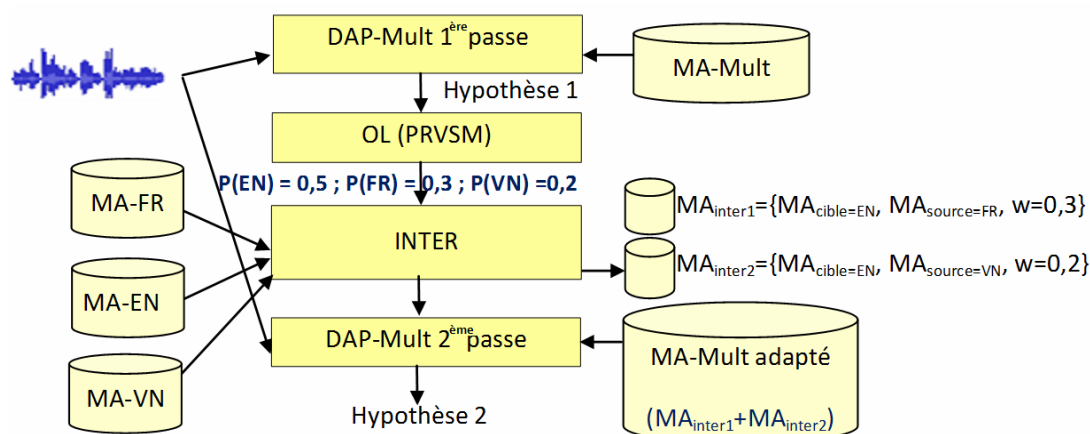 DAP-Mult 1ère passe
MA-Mult
Hypothèse 1
OL (PRVSM)
P(EN) = 0,5 ; P(FR) = 0,3 ; P(VN) =0,2
MA-FR
MAinter1={MAcible=EN, MAsource=FR, w=0,3}
INTER
MAinter2={MAcible=EN, MAsource=VN, w=0,2}
MA-EN
DAP-Mult 2ème passe
MA-Mult adapté
MA-VN
Hypothèse 2
(MAinter1+MAinter2)